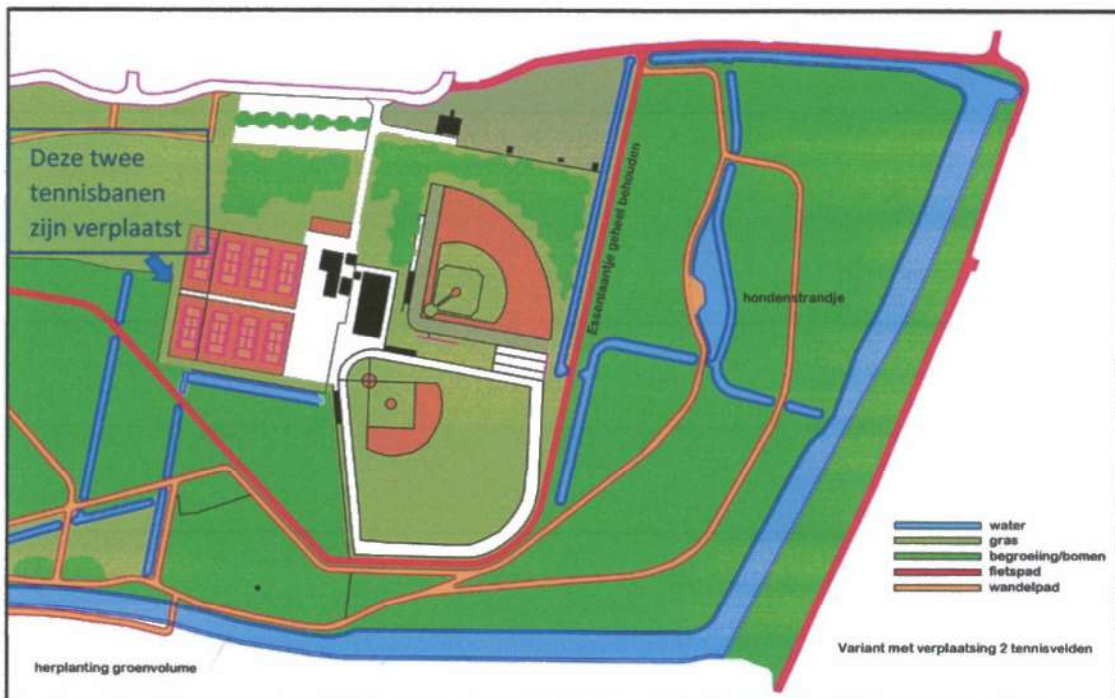 Deze twee
tennisbanen
zijn verplaatst
Essenlaantje geheel behouden
hondenstrandje
water
gras
begroeiing/bomen
fietspad
wandelpad
herplanting groenvolume
Variant met verplaatsing 2 tennisvelden